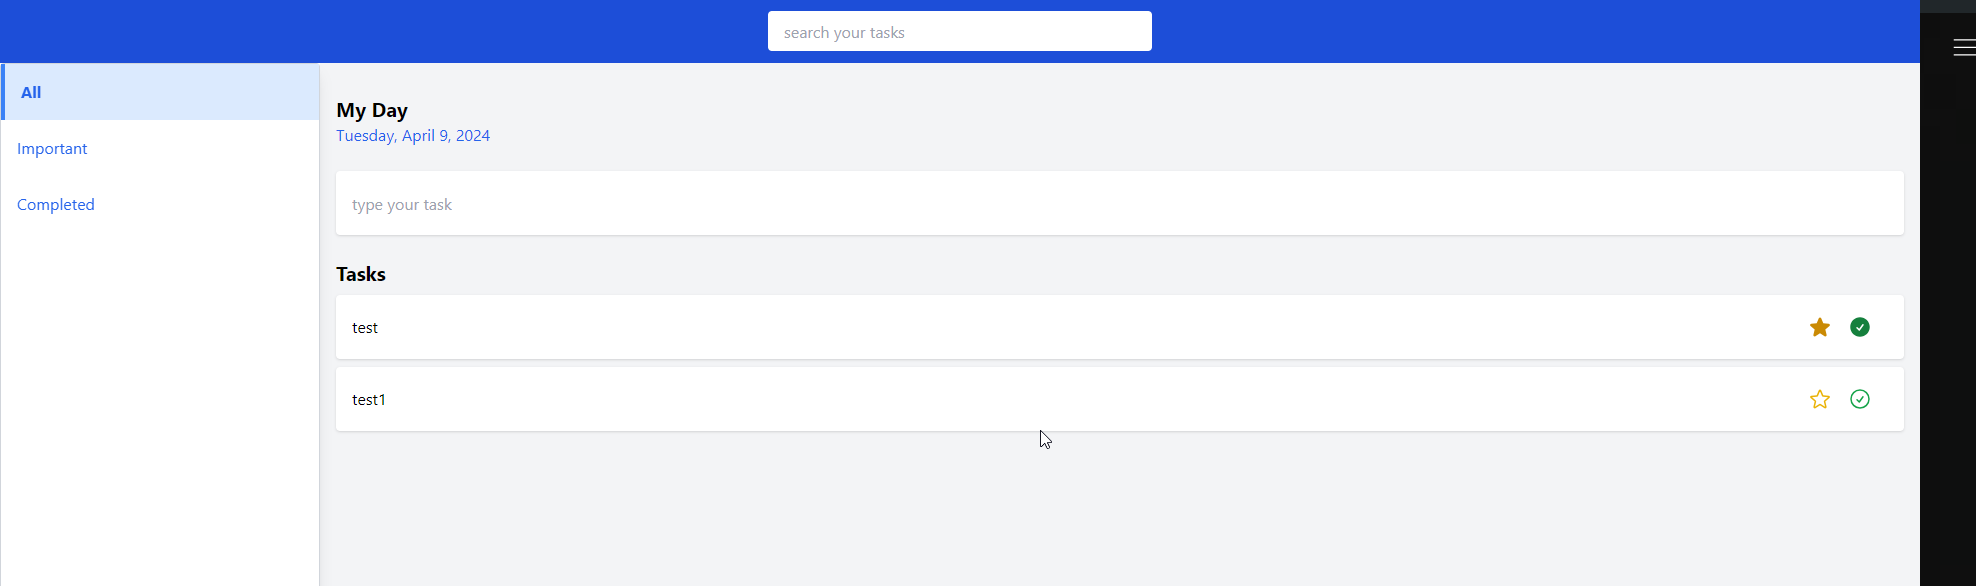 search your tasks
All
Important
Completed
My Day
Tuesday, April 9, 2024
type your task
Tasks
test
test1